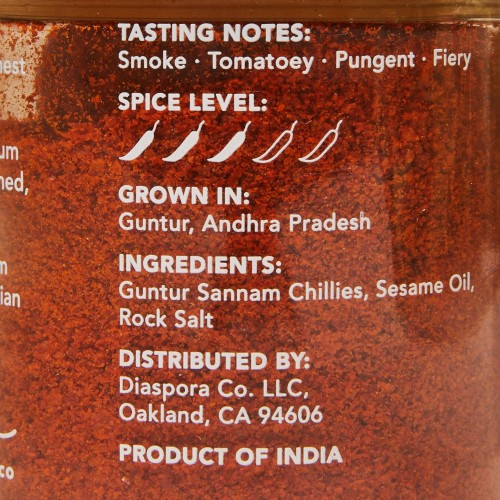 TASTING NOTES:
Smoke · Tomatoey · Pungent · Fiery
SPICE LEVEL:
GROWN IN:
Guntur, Andhra Pradesh
INGREDIENTS:
Guntur Sannam Chillies, Sesame Oil,
Rock Salt
DISTRIBUTED BY:
Diaspora Co. LLC,
Oakland, CA 94606
PRODUCT OF INDIA